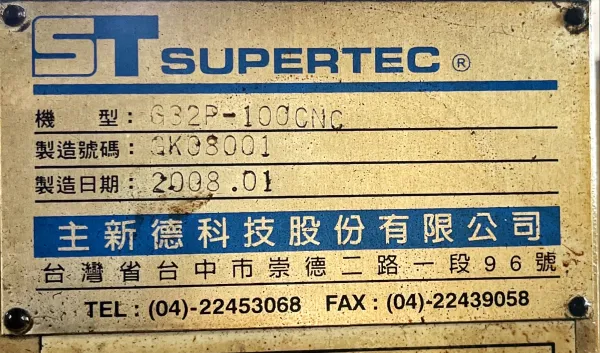 ST SUPERTEC ®
機 型: G32P-100CNC
製造號碼: GK08001
製造日期: 2008.01
主新德科技股份有限公司
台灣省台中市崇德二路一段96號
TEL : (04)-22453068 FAX : (04)-22439058